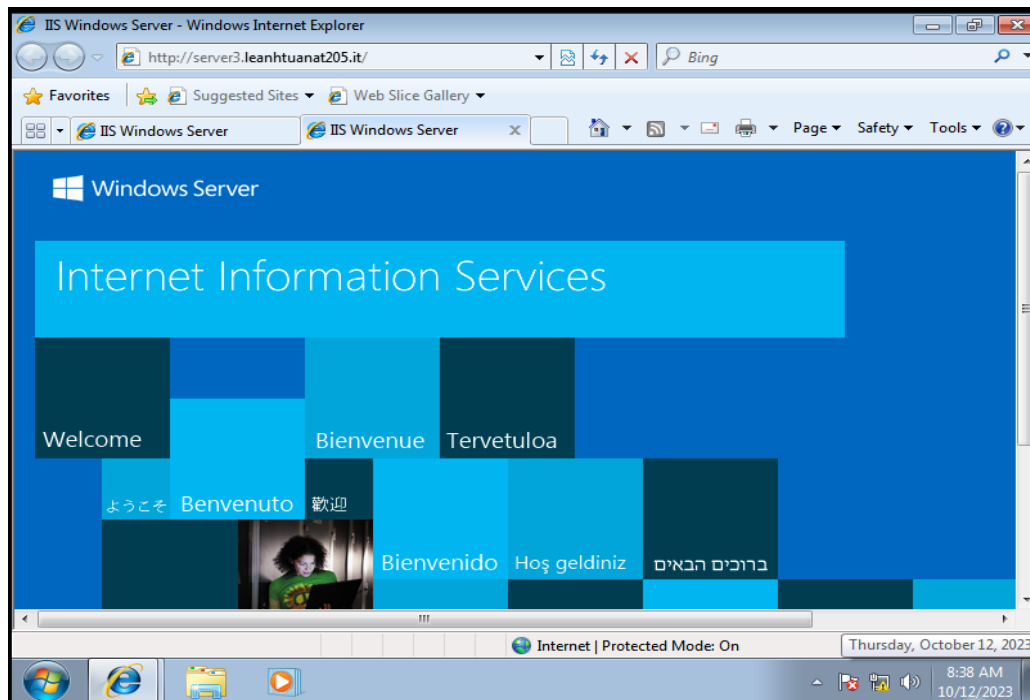 IIS Windows Server - Windows Internet Explorer
http://server3.leanhtuanat205.it/
Bing
Favorites
Suggested Sites
Web Slice Gallery
IIS Windows Server
IIS Windows Server
Page
Safety
Tools
Windows Server
Internet Information Services
Welcome
Bienvenue
Tervetuloa
ようこそ
Benvenuto
歡迎
Bienvenido
Hoş geldiniz
ברוכים הבאים
Internet | Protected Mode: On
Thursday, October 12, 2023
8:38 AM
10/12/2023